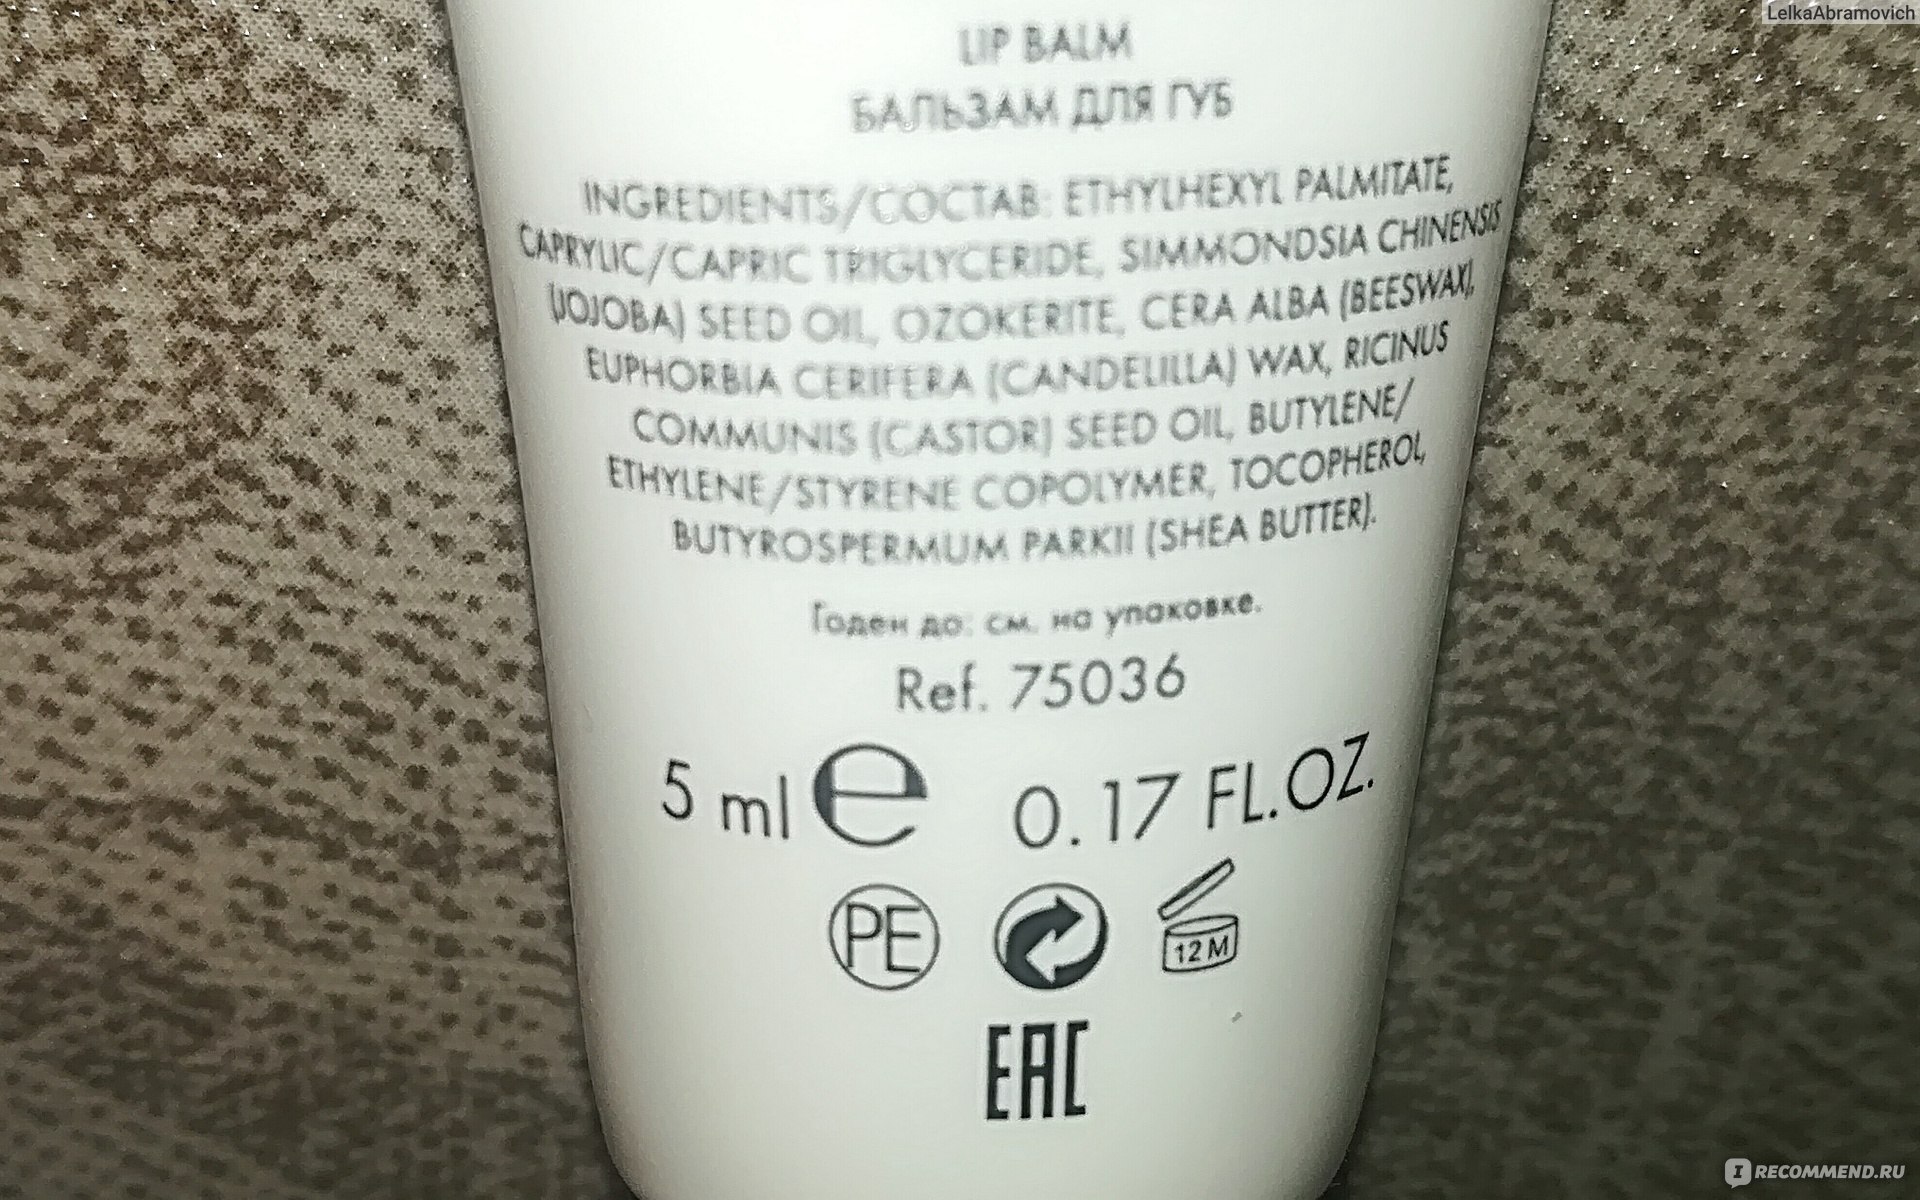 LelkaAbramovich
LIP BALM
БАЛЬЗАМ ДЛЯ ГУБ
INGREDIENTS/СОСТАВ: ETHYLHEXYL PALMITATE,
CAPRYLIC/CAPRIC TRIGLYCERIDE, SIMMONDSIA CHINENSIS
(JOJOBA) SEED OIL, OZOKERITE, CERA ALBA (BEESWAX),
EUPHORBIA CERIFERA (CANDELILLA) WAX, RICINUS
COMMUNIS (CASTOR) SEED OIL, BUTYLENE/
ETHYLENE/STYRENE COPOLYMER, TOCOPHEROL,
BUTYROSPERMUM PARKII (SHEA BUTTER).
Годен до: см. на упаковке.
Ref. 75036
5 ml e 0.17 FL.OZ.
PE
12 M
EAC
IRECOMMEND.RU